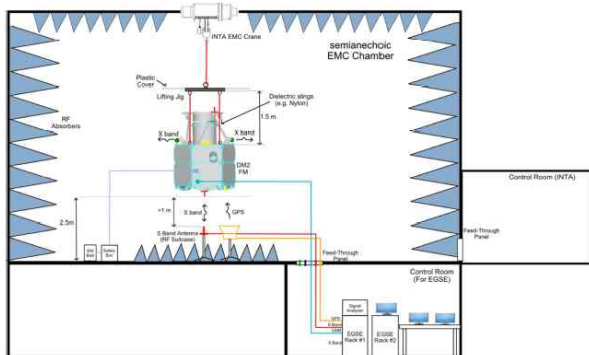 INTA EMC Crane
semianechoic
EMC Chamber
Plastic
Cover
Lifting Jig
Dielectric slings
(e.g. Nylon)
1.5 m
RF
Absorbers
X band
X band
DM2
FM
Control Room (INTA)
>1 m
S band
GPS
2.5m
S Band Antenna
(RF Suitcase)
Feed-Through
Panel
Feed-Through
Panel
Control Room
(For EGSE)
Signal
Analyzer
GPS
S Band
X Band
EGSE
Rack #1
EGSE
Rack #2